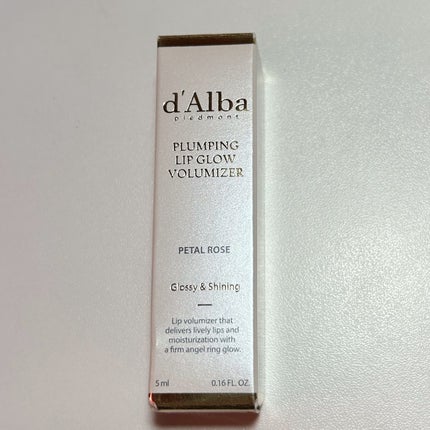 d'Alba
piedmont
PLUMPING
LIP GLOW
VOLUMIZER
PETAL ROSE
Glossy & Shining
Lip volumizer that
delivers lively lips and
moisturization with
a firm angel ring glow.
5 ml 0.16 FL. OZ.